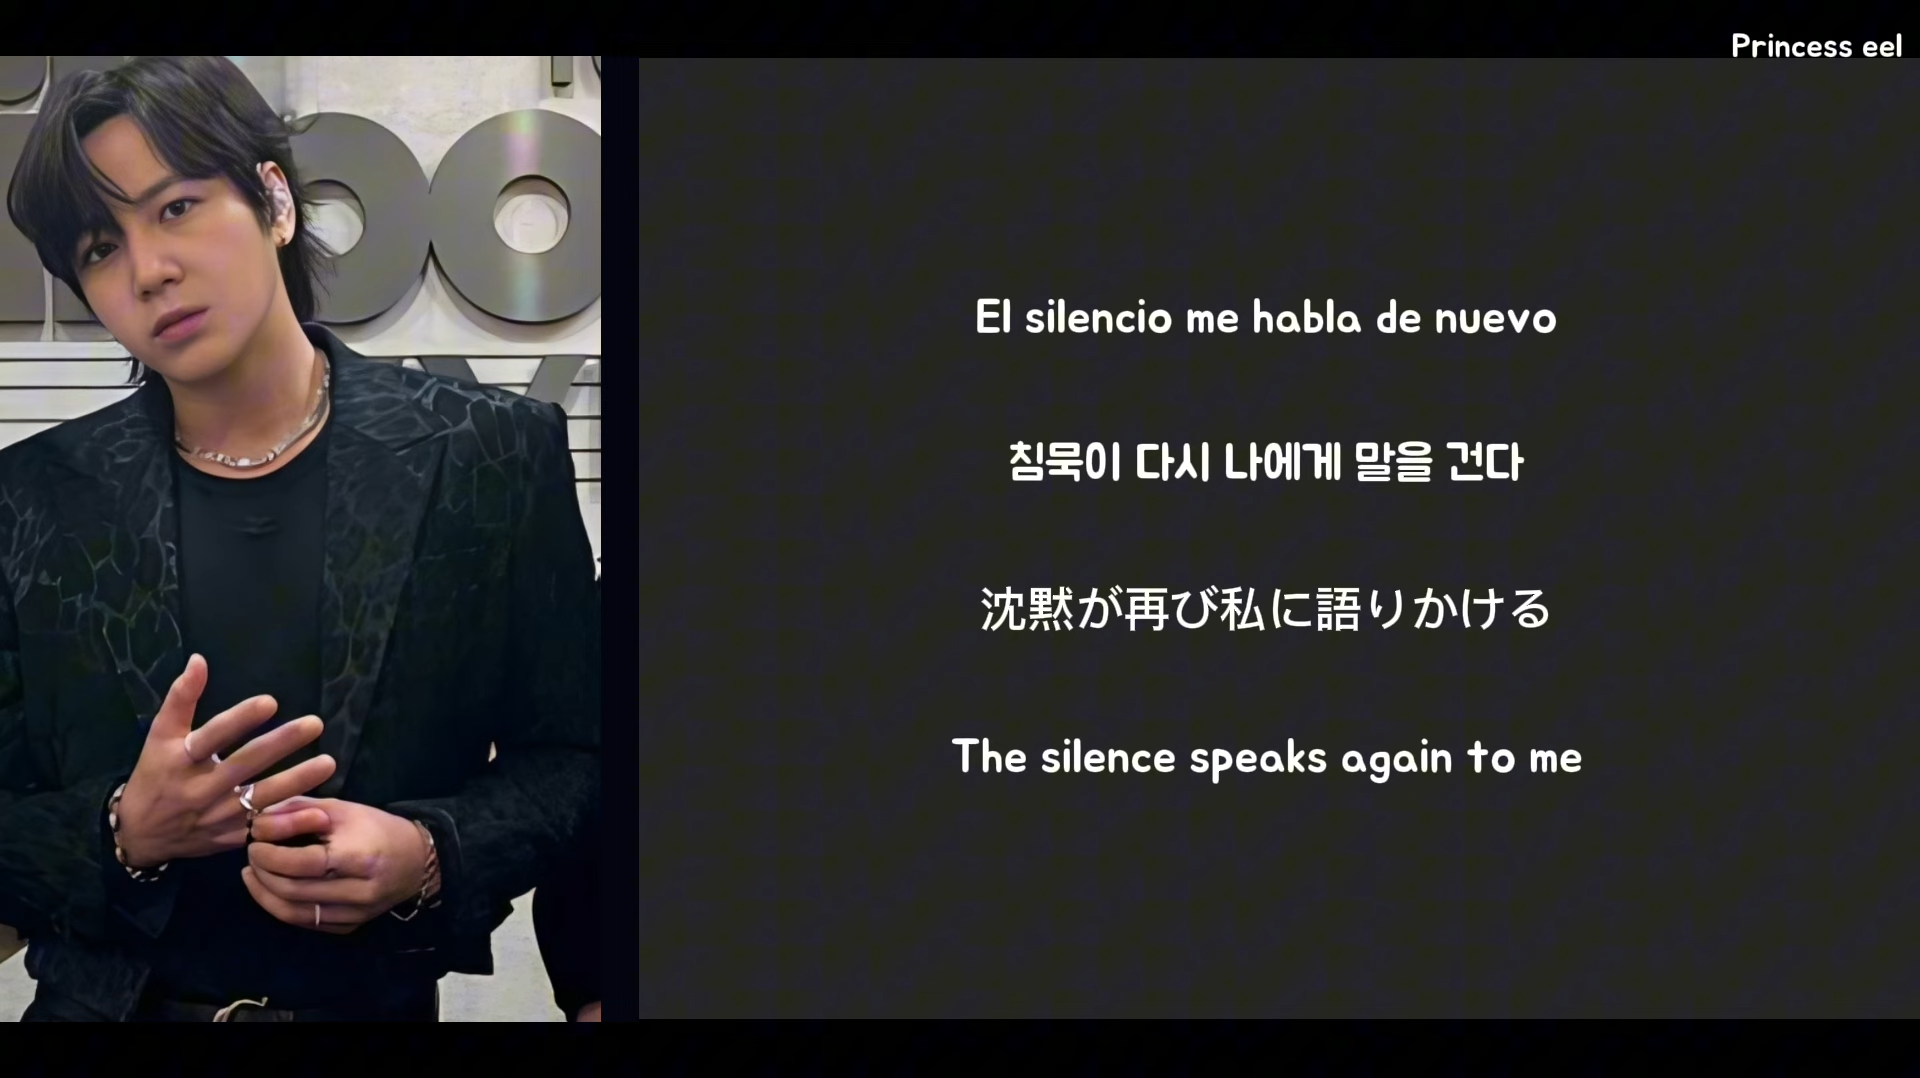 Princess eel
El silencio me habla de nuevo
침묵이 다시 나에게 말을 건다
沈黙が再び私に語りかける
The silence speaks again to me